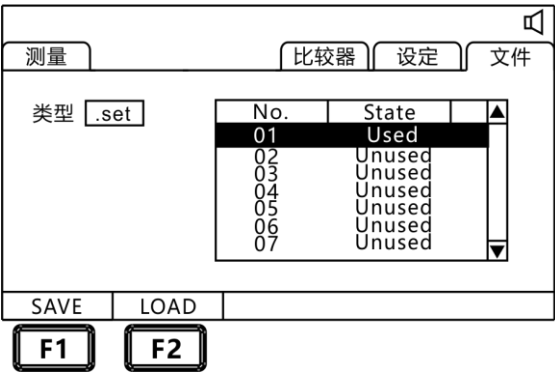 测量 比较器 设定 文件
类型 .set
No. State
01 Used
02 Unused
03 Unused
04 Unused
05 Unused
06 Unused
07 Unused
SAVE LOAD
F1 F2